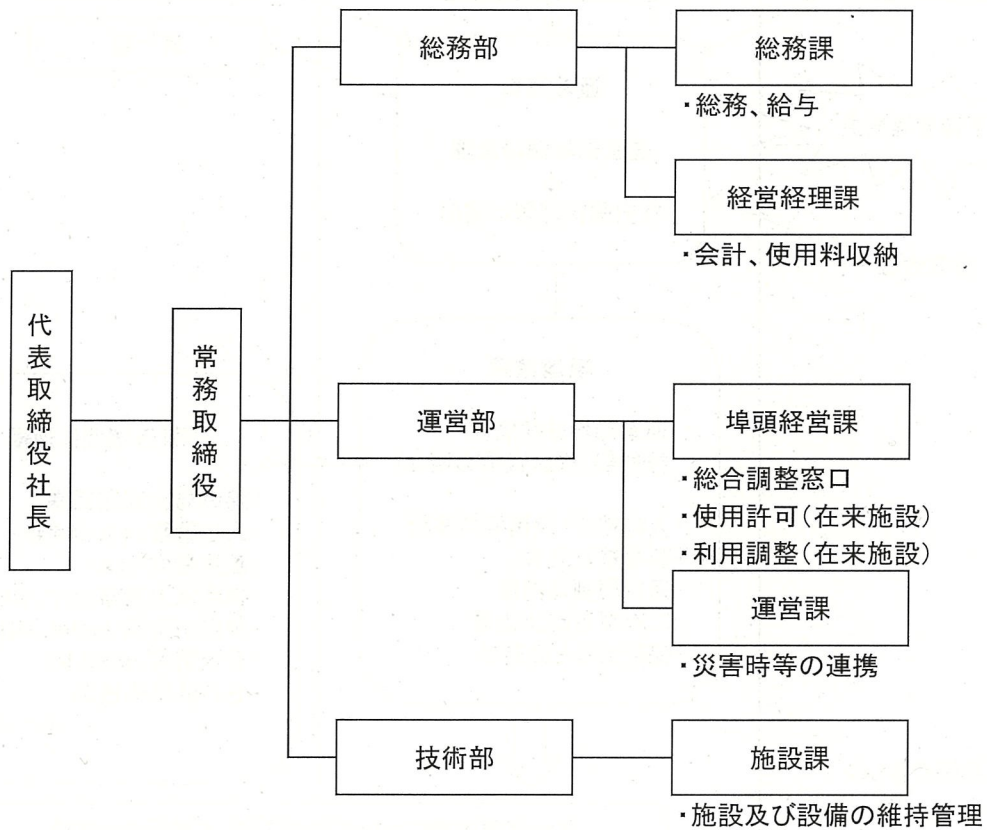 代表取締役社長
常務取締役
総務部
総務課
・総務、給与
経営経理課
・会計、使用料収納
運営部
埠頭経営課
・総合調整窓口
・使用許可（在来施設）
・利用調整（在来施設）
運営課
・災害時等の連携
技術部
施設課
・施設及び設備の維持管理